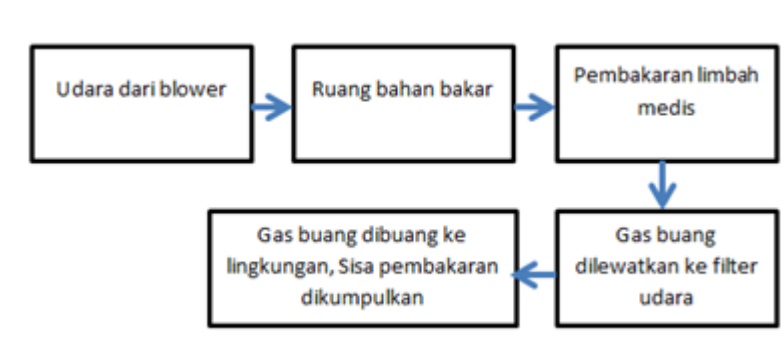 Udara dari blower
Ruang bahan bakar
Pembakaran limbah
medis
Gas buang
dilewatkan ke filter
udara
Gas buang dibuang ke
lingkungan, Sisa pembakaran
dikumpulkan